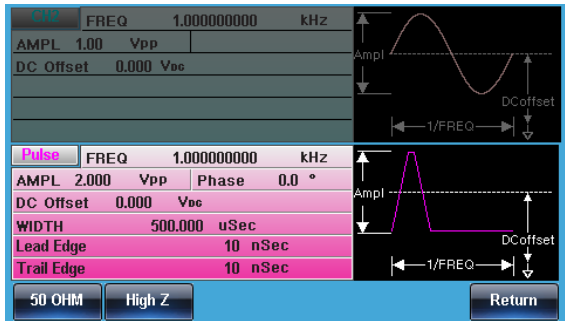 CH2 FREQ 1.000000000 kHz
AMPL 1.00 Vpp
DC Offset 0.000 VDC
Ampl
DCoffset
1/FREQ
Pulse FREQ 1.000000000 kHz
AMPL 2.000 Vpp Phase 0.0 °
DC Offset 0.000 VDC
WIDTH 500.000 uSec
Lead Edge 10 nSec
Trail Edge 10 nSec
Ampl
DCoffset
1/FREQ
50 OHM High Z Return